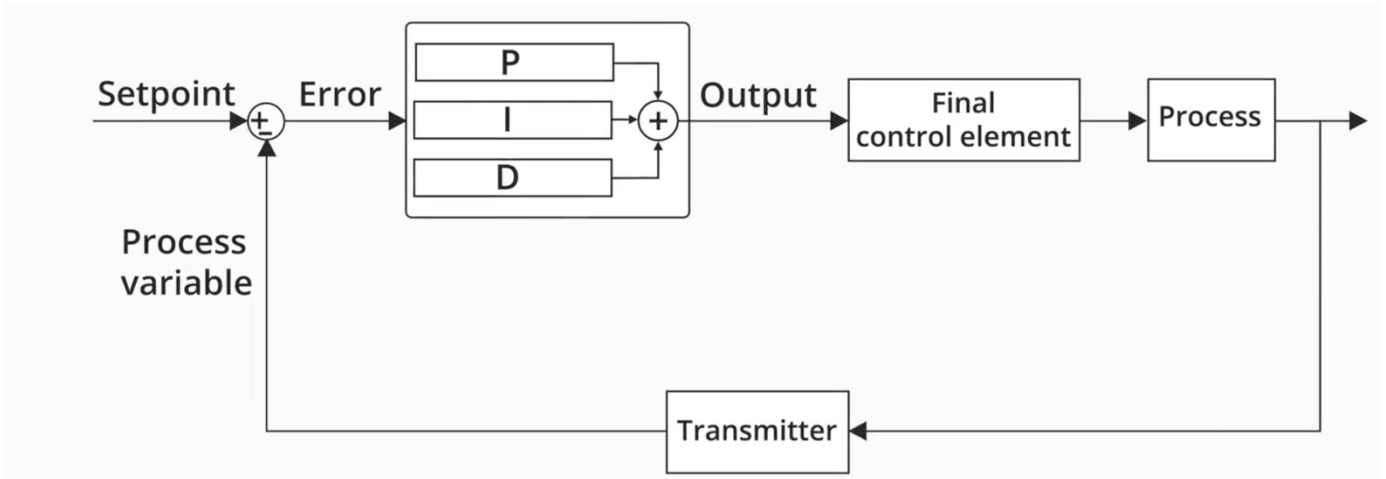 Setpoint
+
-
Error
P
I
D
+
Output
Final
control element
Process
Process
variable
Transmitter